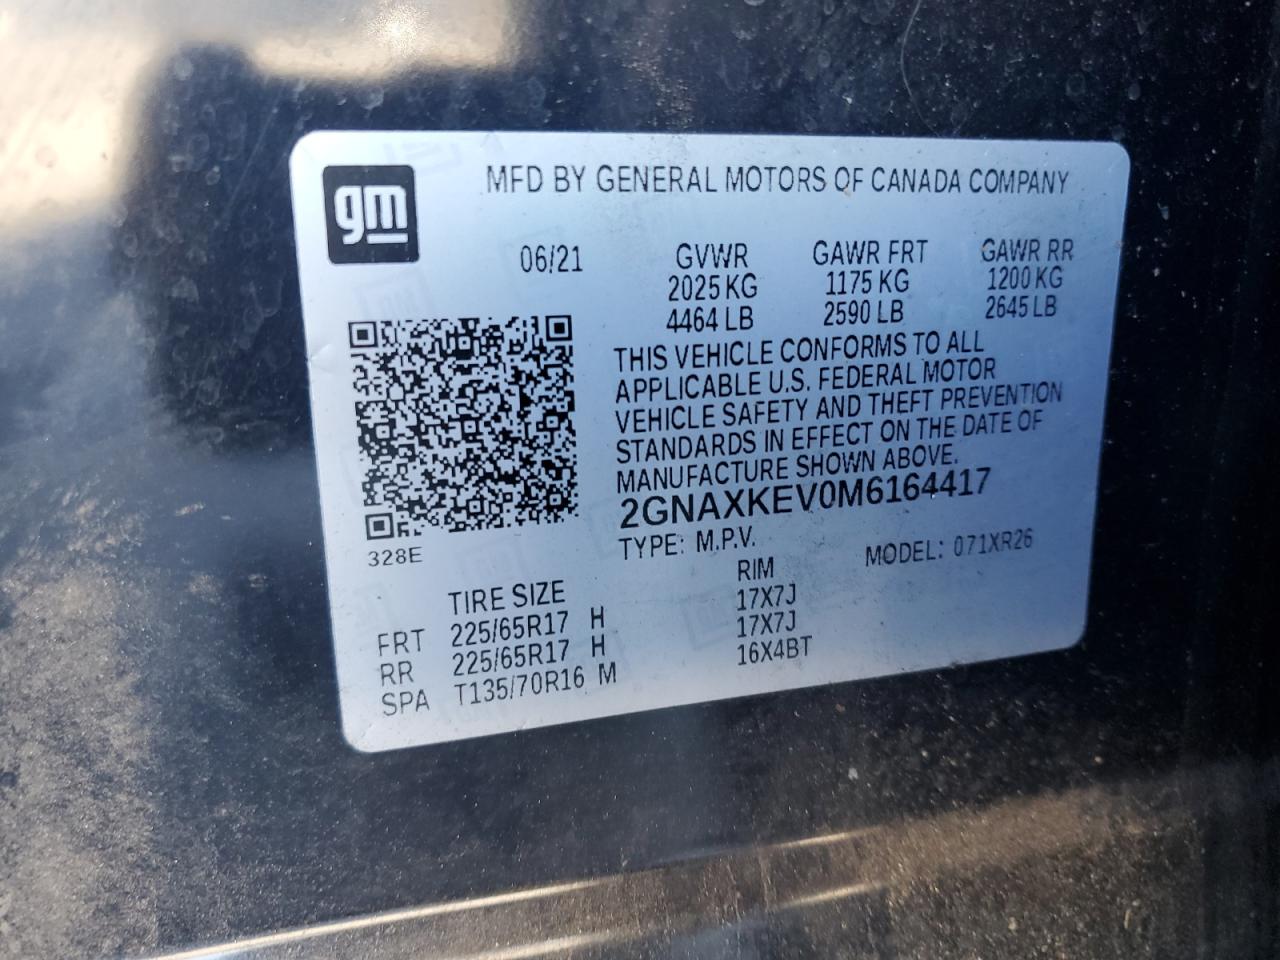 gm
MFD BY GENERAL MOTORS OF CANADA COMPANY
06/21 GVWR GAWR FRT GAWR RR
2025 KG 1175 KG 1200 KG
4464 LB 2590 LB 2645 LB
THIS VEHICLE CONFORMS TO ALL
APPLICABLE U.S. FEDERAL MOTOR
VEHICLE SAFETY AND THEFT PREVENTION
STANDARDS IN EFFECT ON THE DATE OF
MANUFACTURE SHOWN ABOVE.
2GNAXKEV0M6164417
328E
TYPE: M.P.V. MODEL: 071XR26
TIRE SIZE RIM
FRT 225/65R17 H 17X7J
RR 225/65R17 H 17X7J
SPA T135/70R16 M 16X4BT